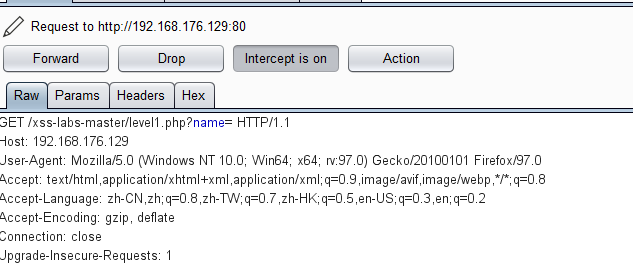 Request to http://192.168.176.129:80
Forward Drop Intercept is on Action
Raw Params Headers Hex
GET /xss-labs-master/level1.php?name= HTTP/1.1
Host: 192.168.176.129
User-Agent: Mozilla/5.0 (Windows NT 10.0; Win64; x64; rv:97.0) Gecko/20100101 Firefox/97.0
Accept: text/html,application/xhtml+xml,application/xml;q=0.9,image/avif,image/webp,*/*;q=0.8
Accept-Language: zh-CN,zh;q=0.8,zh-TW;q=0.7,zh-HK;q=0.5,en-US;q=0.3,en;q=0.2
Accept-Encoding: gzip, deflate
Connection: close
Upgrade-Insecure-Requests: 1